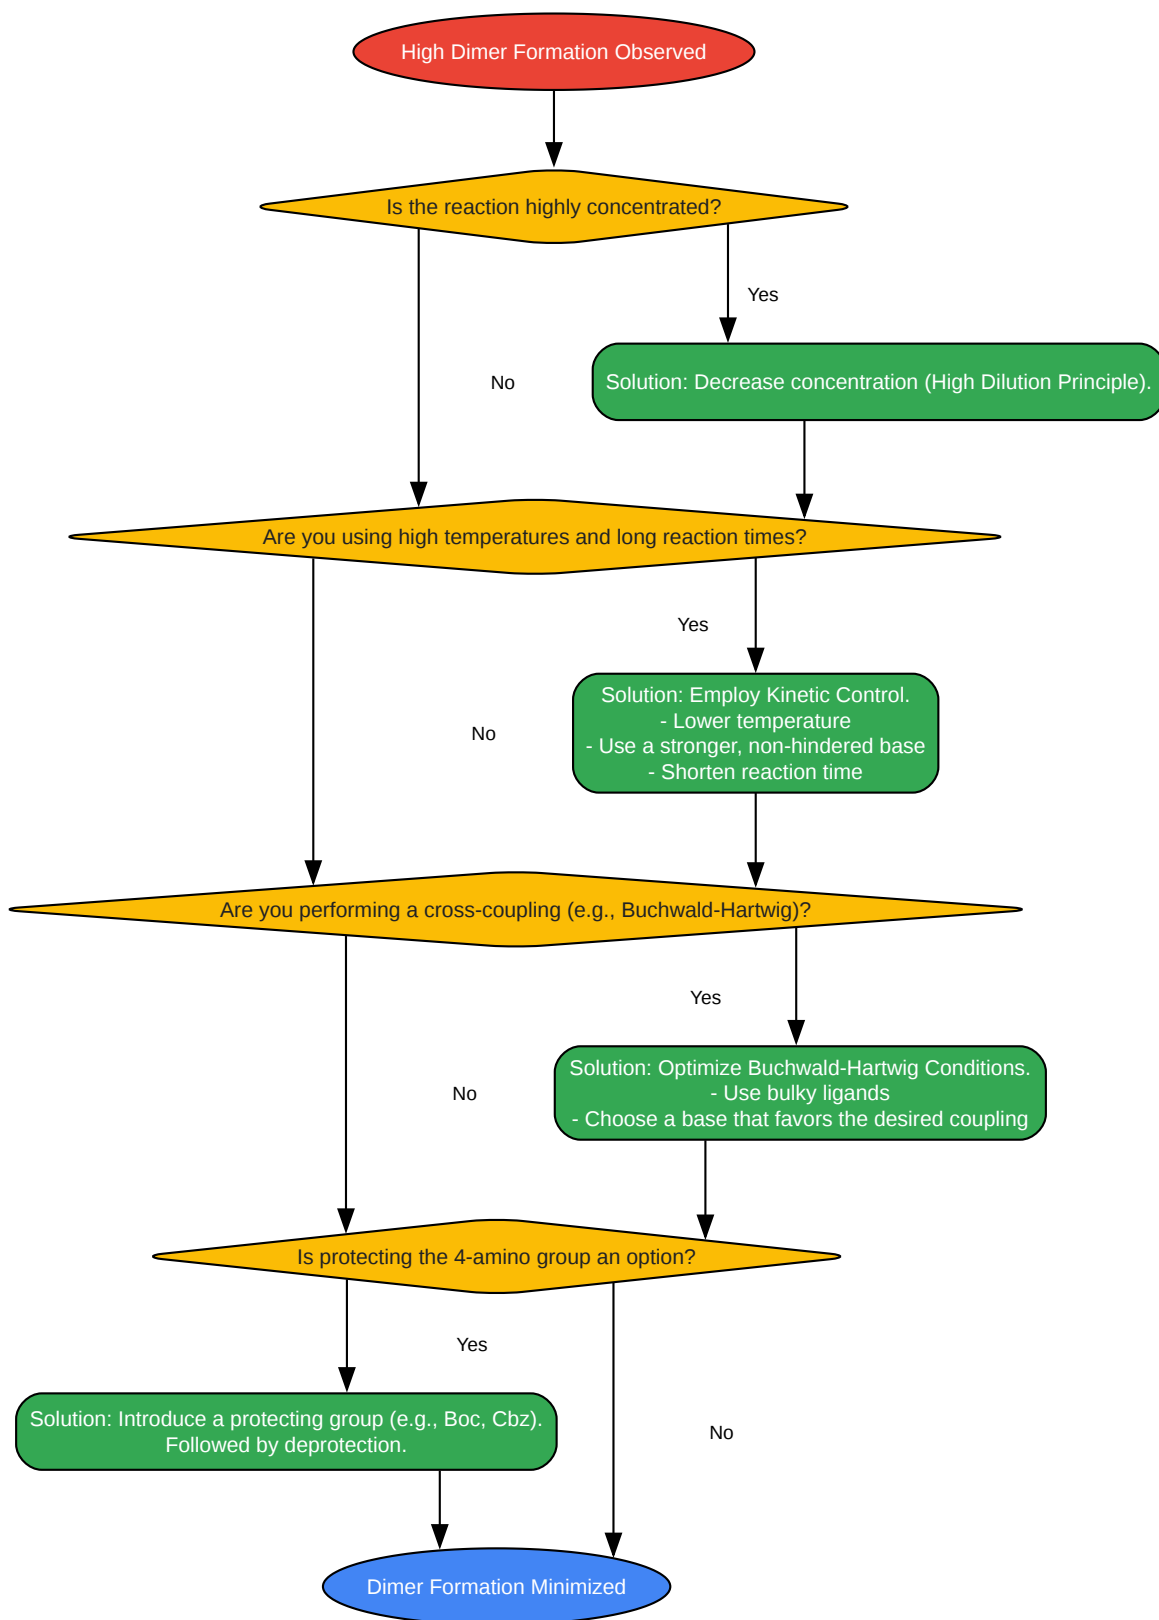 High Dimer Formation Observed
Is the reaction highly concentrated?
Yes
No
Solution: Decrease concentration (High Dilution Principle).
Are you using high temperatures and long reaction times?
Yes
No
Solution: Employ Kinetic Control.
- Lower temperature
- Use a stronger, non-hindered base
- Shorten reaction time
Are you performing a cross-coupling (e.g., Buchwald-Hartwig)?
Yes
No
Solution: Optimize Buchwald-Hartwig Conditions.
- Use bulky ligands
- Choose a base that favors the desired coupling
Is protecting the 4-amino group an option?
Yes
No
Solution: Introduce a protecting group (e.g., Boc, Cbz).
Followed by deprotection.
Dimer Formation Minimized